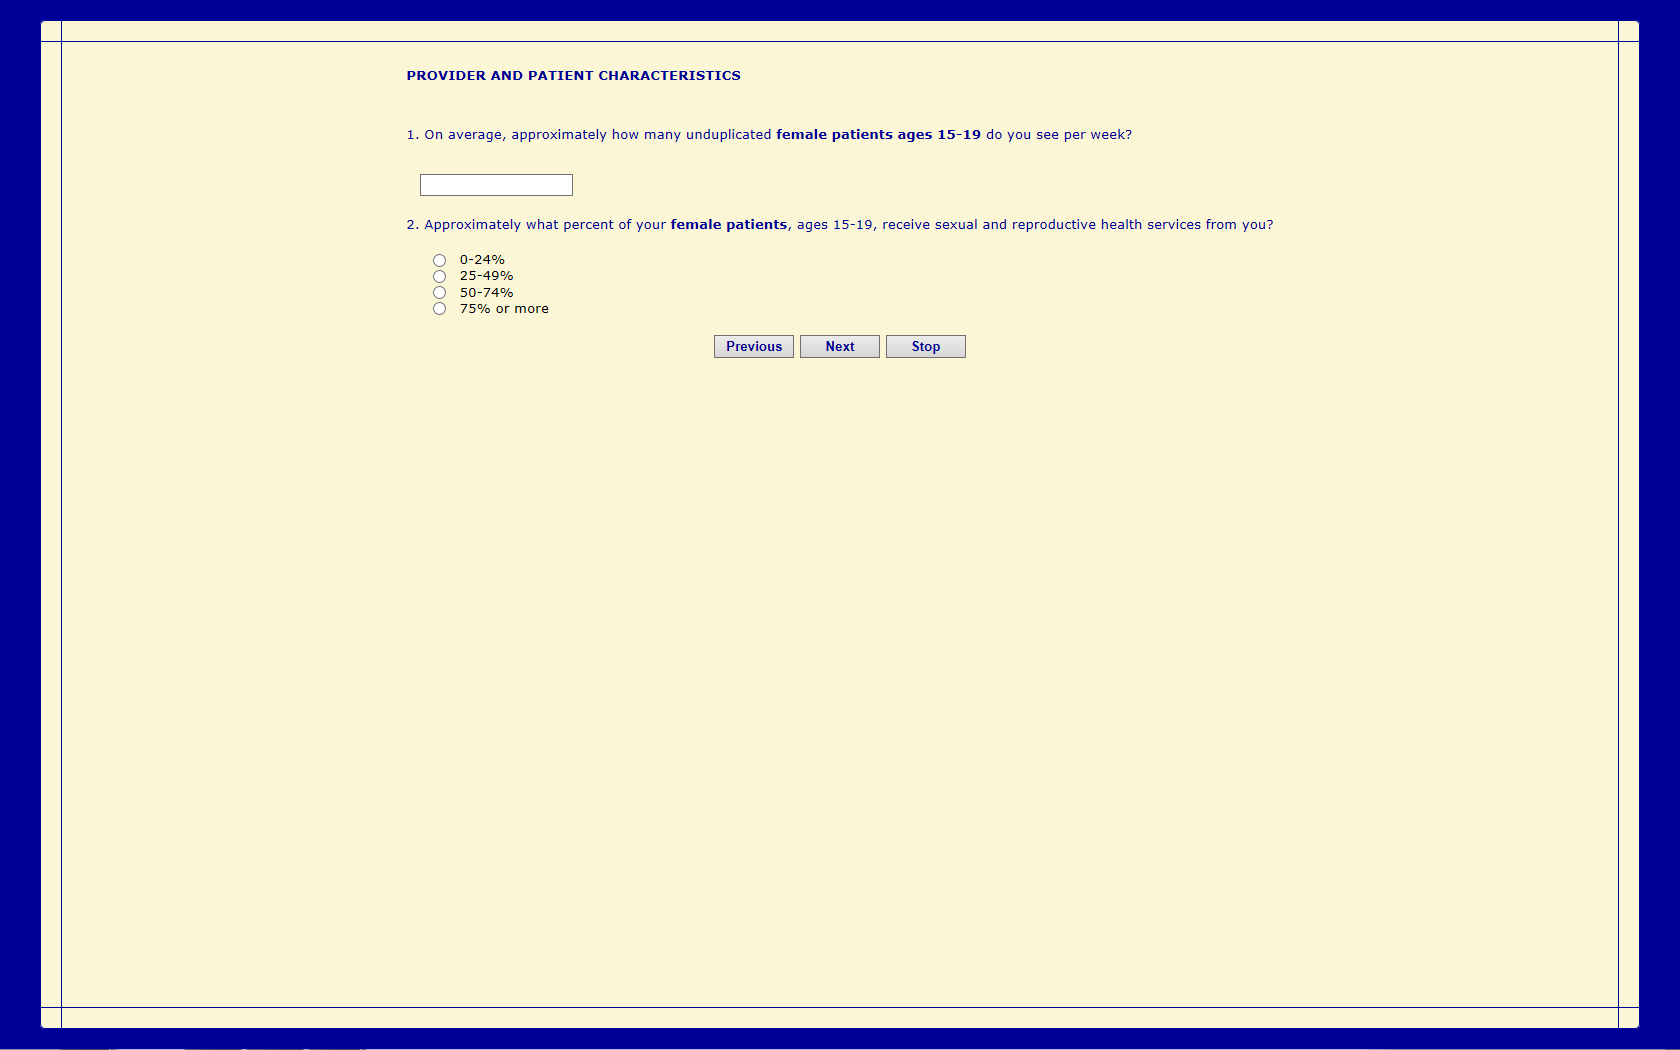 PROVIDER AND PATIENT CHARACTERISTICS
1. On average, approximately how many unduplicated female patients ages 15-19 do you see per week?
2. Approximately what percent of your female patients, ages 15-19, receive sexual and reproductive health services from you?
0-24%
25-49%
50-74%
75% or more
Previous Next Stop